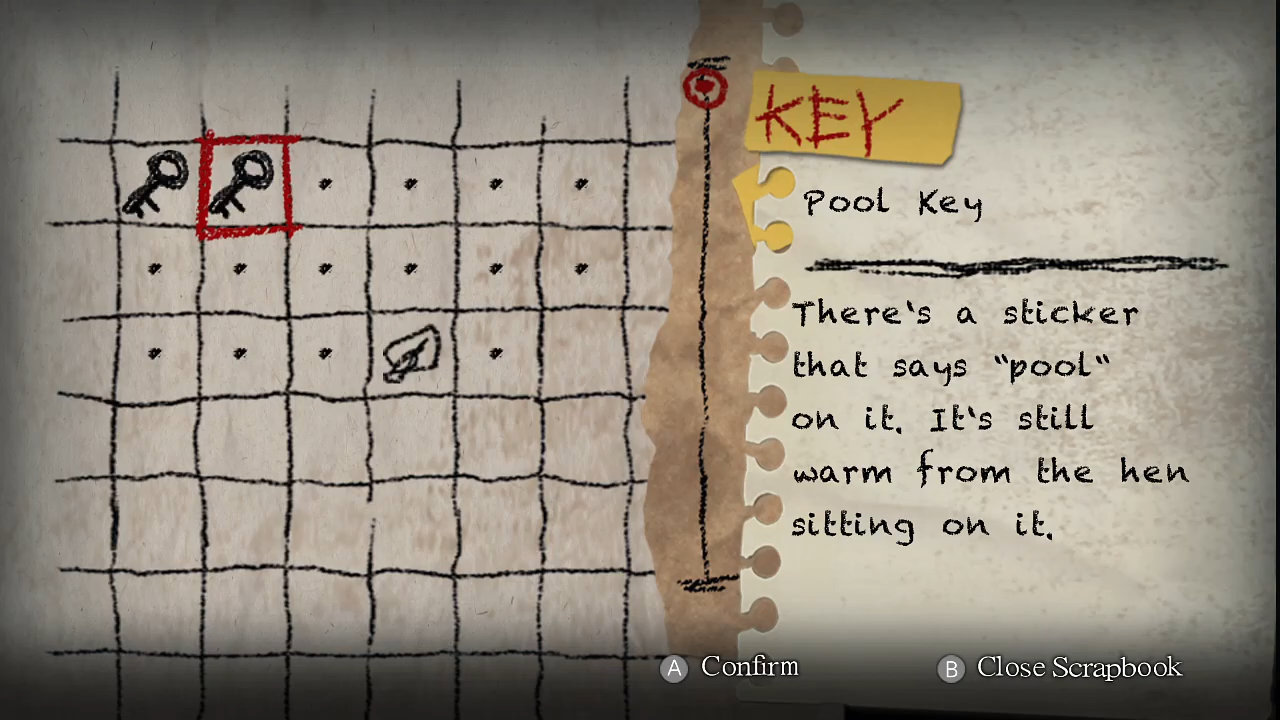 KEY
Pool Key
There's a sticker
that says "pool"
on it. It's still
warm from the hen
sitting on it.
A Confirm
B Close Scrapbook